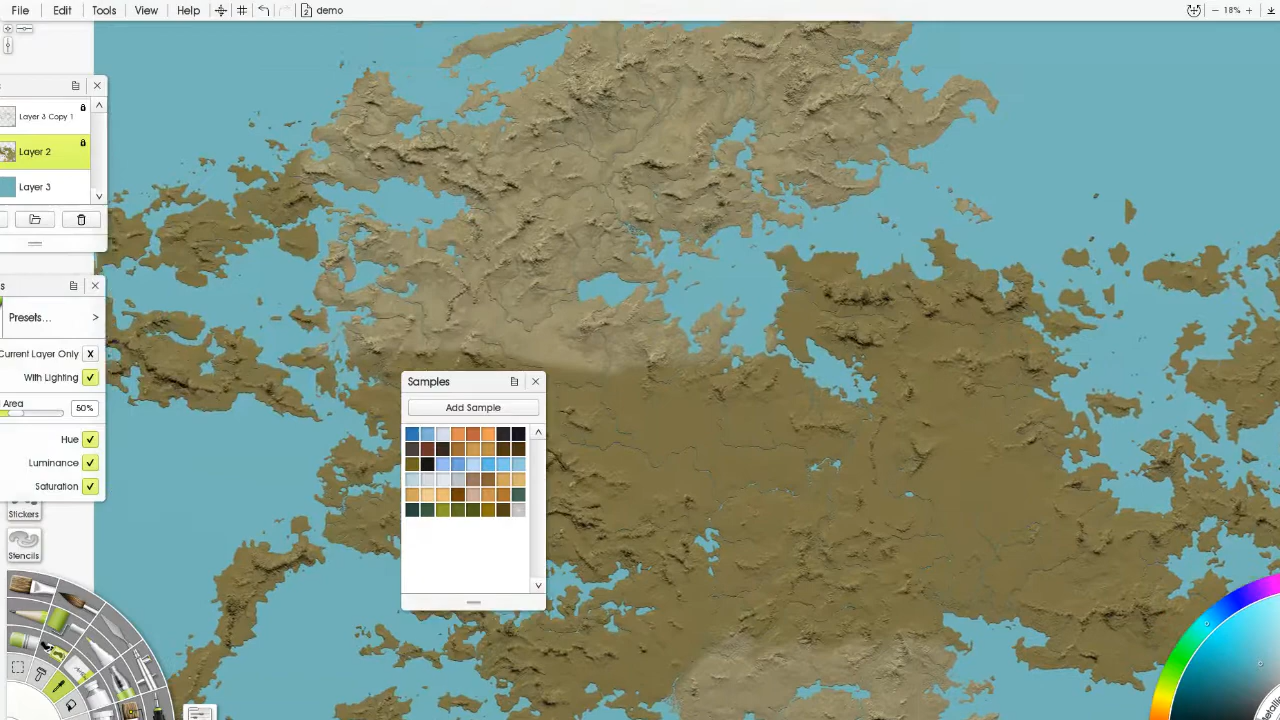 File Edit Tools View Help demo
18%
Layer 3 Copy 1
Layer 2
Layer 3
Presets... >
Current Layer Only X
With Lighting
Area
50%
Hue
Luminance
Saturation
Stickers
Stencils
Samples
Add Sample